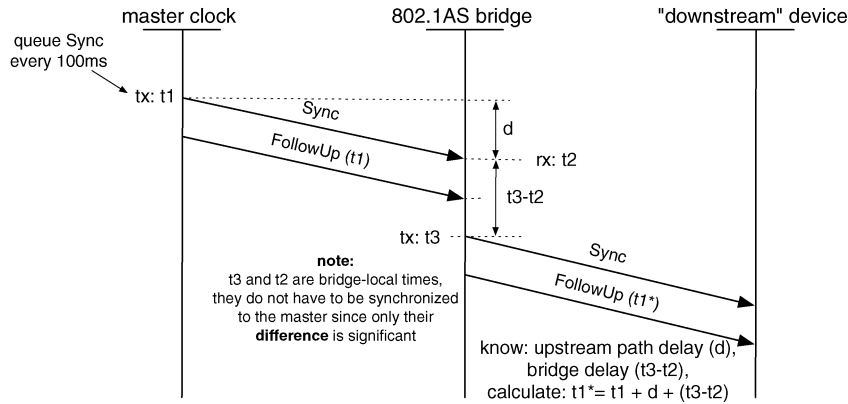 master clock
802.1AS bridge
"downstream" device
queue Sync
every 100ms
tx: t1
Sync
d
FollowUp (t1)
rx: t2
t3-t2
tx: t3
Sync
note:
t3 and t2 are bridge-local times,
they do not have to be synchronized
to the master since only their
difference is significant
FollowUp (t1*)
know: upstream path delay (d),
bridge delay (t3-t2),
calculate: t1*= t1 + d + (t3-t2)